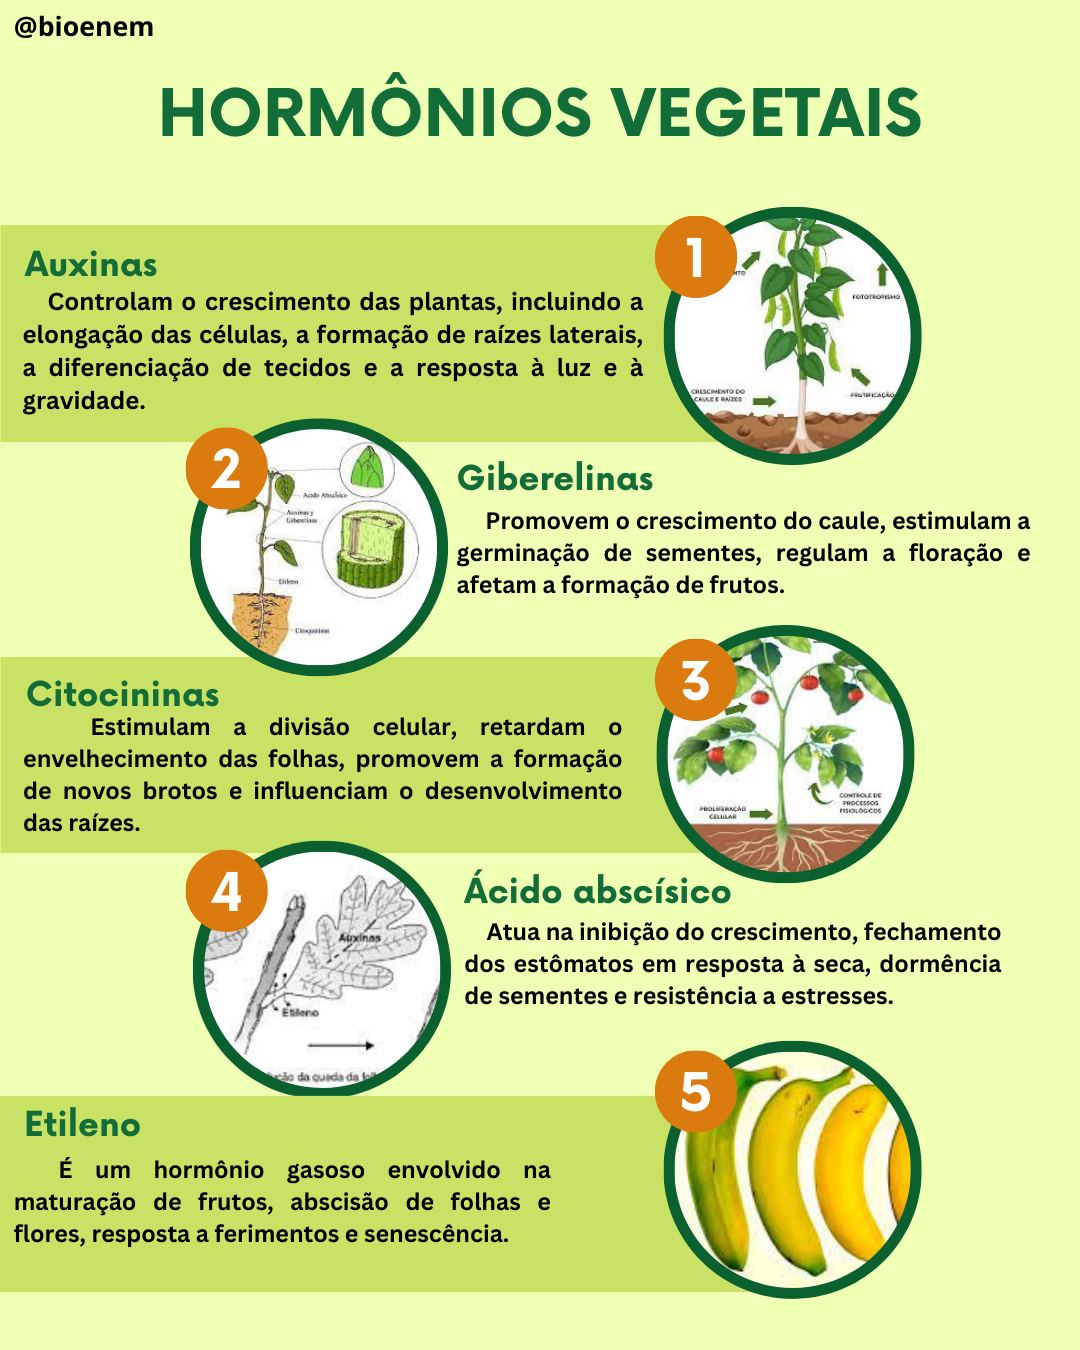 @bioenem
HORMÔNIOS VEGETAIS
1
Auxinas
Controlam o crescimento das plantas, incluindo a
elongação das células, a formação de raízes laterais,
a diferenciação de tecidos e a resposta à luz e à
gravidade.
FOTOTROPISMO
CRESCIMENTO DO
CAULE E RAÍZES
FRUTIFICAÇÃO
2
Acido Abscísico
Auxinas y
Giberelinas
Etileno
Citoquininas
Giberelinas
Promovem o crescimento do caule, estimulam a
germinação de sementes, regulam a floração e
afetam a formação de frutos.
3
Citocininas
Estimulam a divisão celular, retardam o
envelhecimento das folhas, promovem a formação
de novos brotos e influenciam o desenvolvimento
das raízes.
PROLIFERAÇÃO
CELULAR
CONTROLE DE
PROCESSOS
FISIOLÓGICOS
4
Auxinas
Etileno
da queda da
Ácido abscísico
Atua na inibição do crescimento, fechamento
dos estômatos em resposta à seca, dormência
de sementes e resistência a estresses.
5
Etileno
É um hormônio gasoso envolvido na
maturação de frutos, abscisão de folhas e
flores, resposta a ferimentos e senescência.